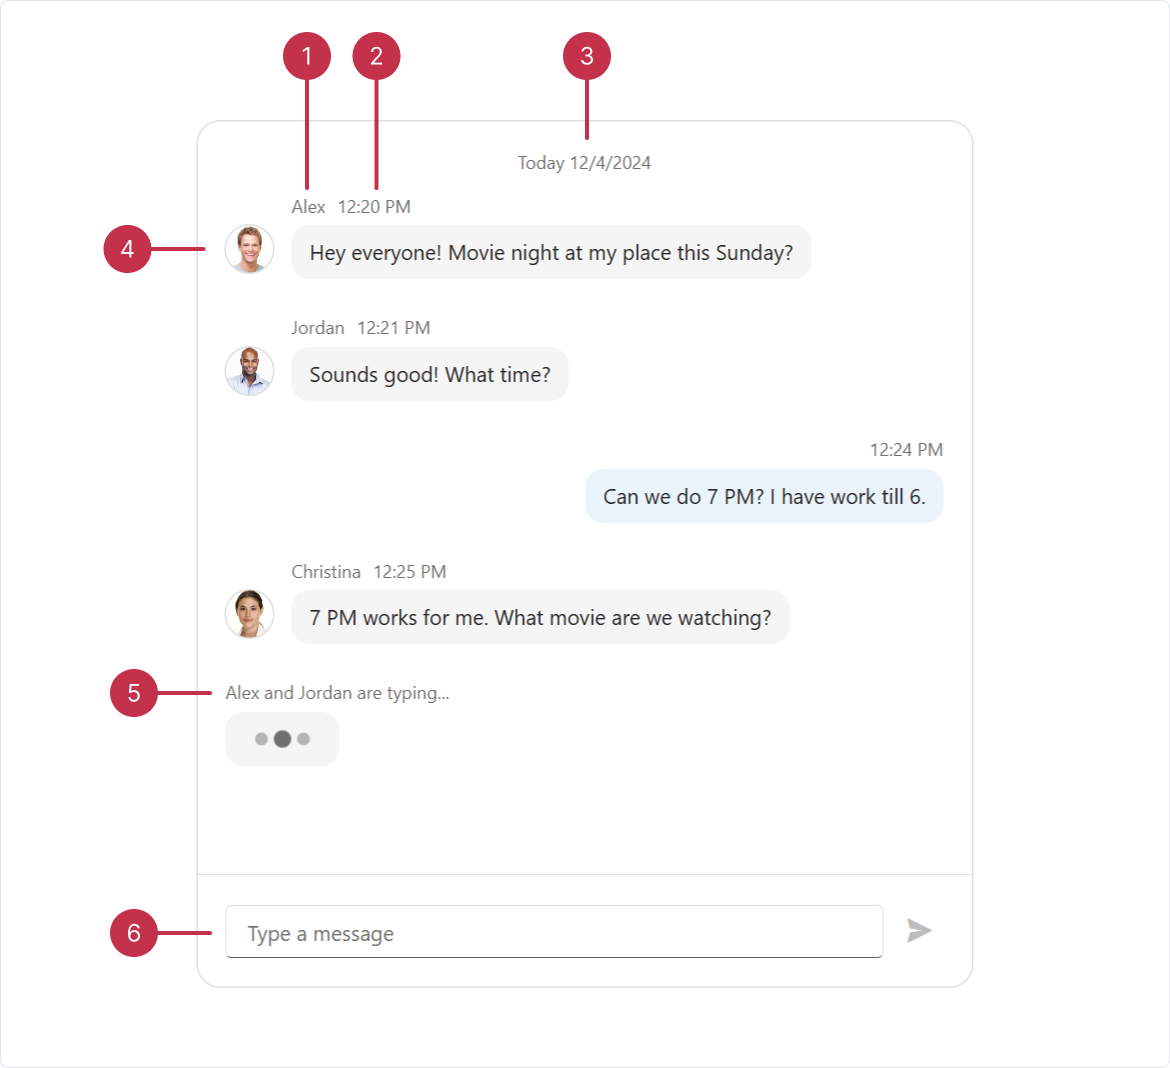 1 2 3
Today 12/4/2024
Alex 12:20 PM
4
Hey everyone! Movie night at my place this Sunday?
Jordan 12:21 PM
Sounds good! What time?
12:24 PM
Can we do 7 PM? I have work till 6.
Christina 12:25 PM
7 PM works for me. What movie are we watching?
5
Alex and Jordan are typing...
6
Type a message